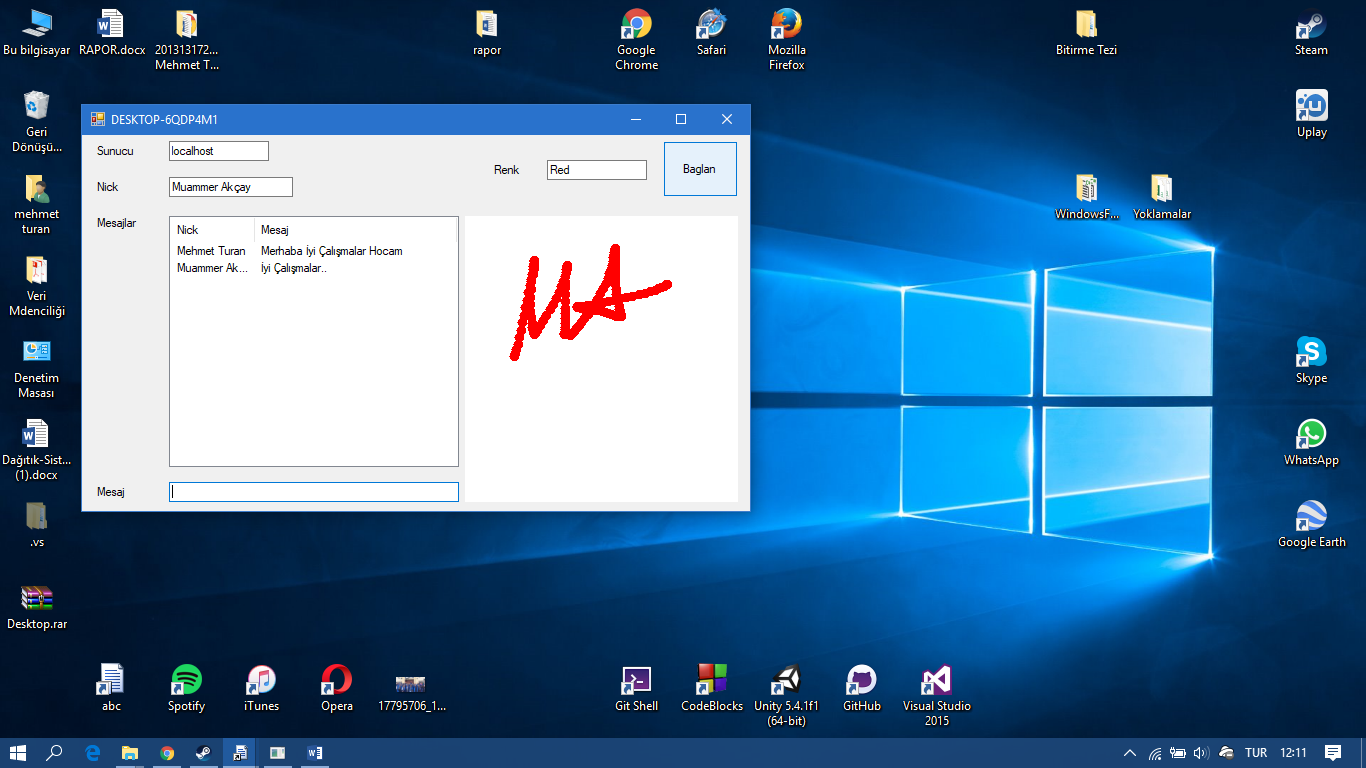 Bu bilgisayar
RAPOR.docx
201313172...
Mehmet T...
rapor
Google
Chrome
Safari
Mozilla
Firefox
Bitirme Tezi
Steam
Geri
Dönüşü...
Uplay
DESKTOP-6QDP4M1
Sunucu
localhost
Renk
Red
Baglan
Nick
Muammer Akçay
Mesajlar
Nick Mesaj
Mehmet Turan Merhaba İyi Çalışmalar Hocam
Muammer Ak... İyi Çalışmalar..
MA
Mesaj
mehmet
turan
WindowsF...
Yoklamalar
Veri
Mdenciliği
Denetim
Masası
Skype
Dağıtık-Sist...
(1).docx
WhatsApp
.vs
Google Earth
Desktop.rar
abc
Spotify
iTunes
Opera
17795706_1...
Git Shell
CodeBlocks
Unity 5.4.1f1
(64-bit)
GitHub
Visual Studio
2015
TUR
12:11